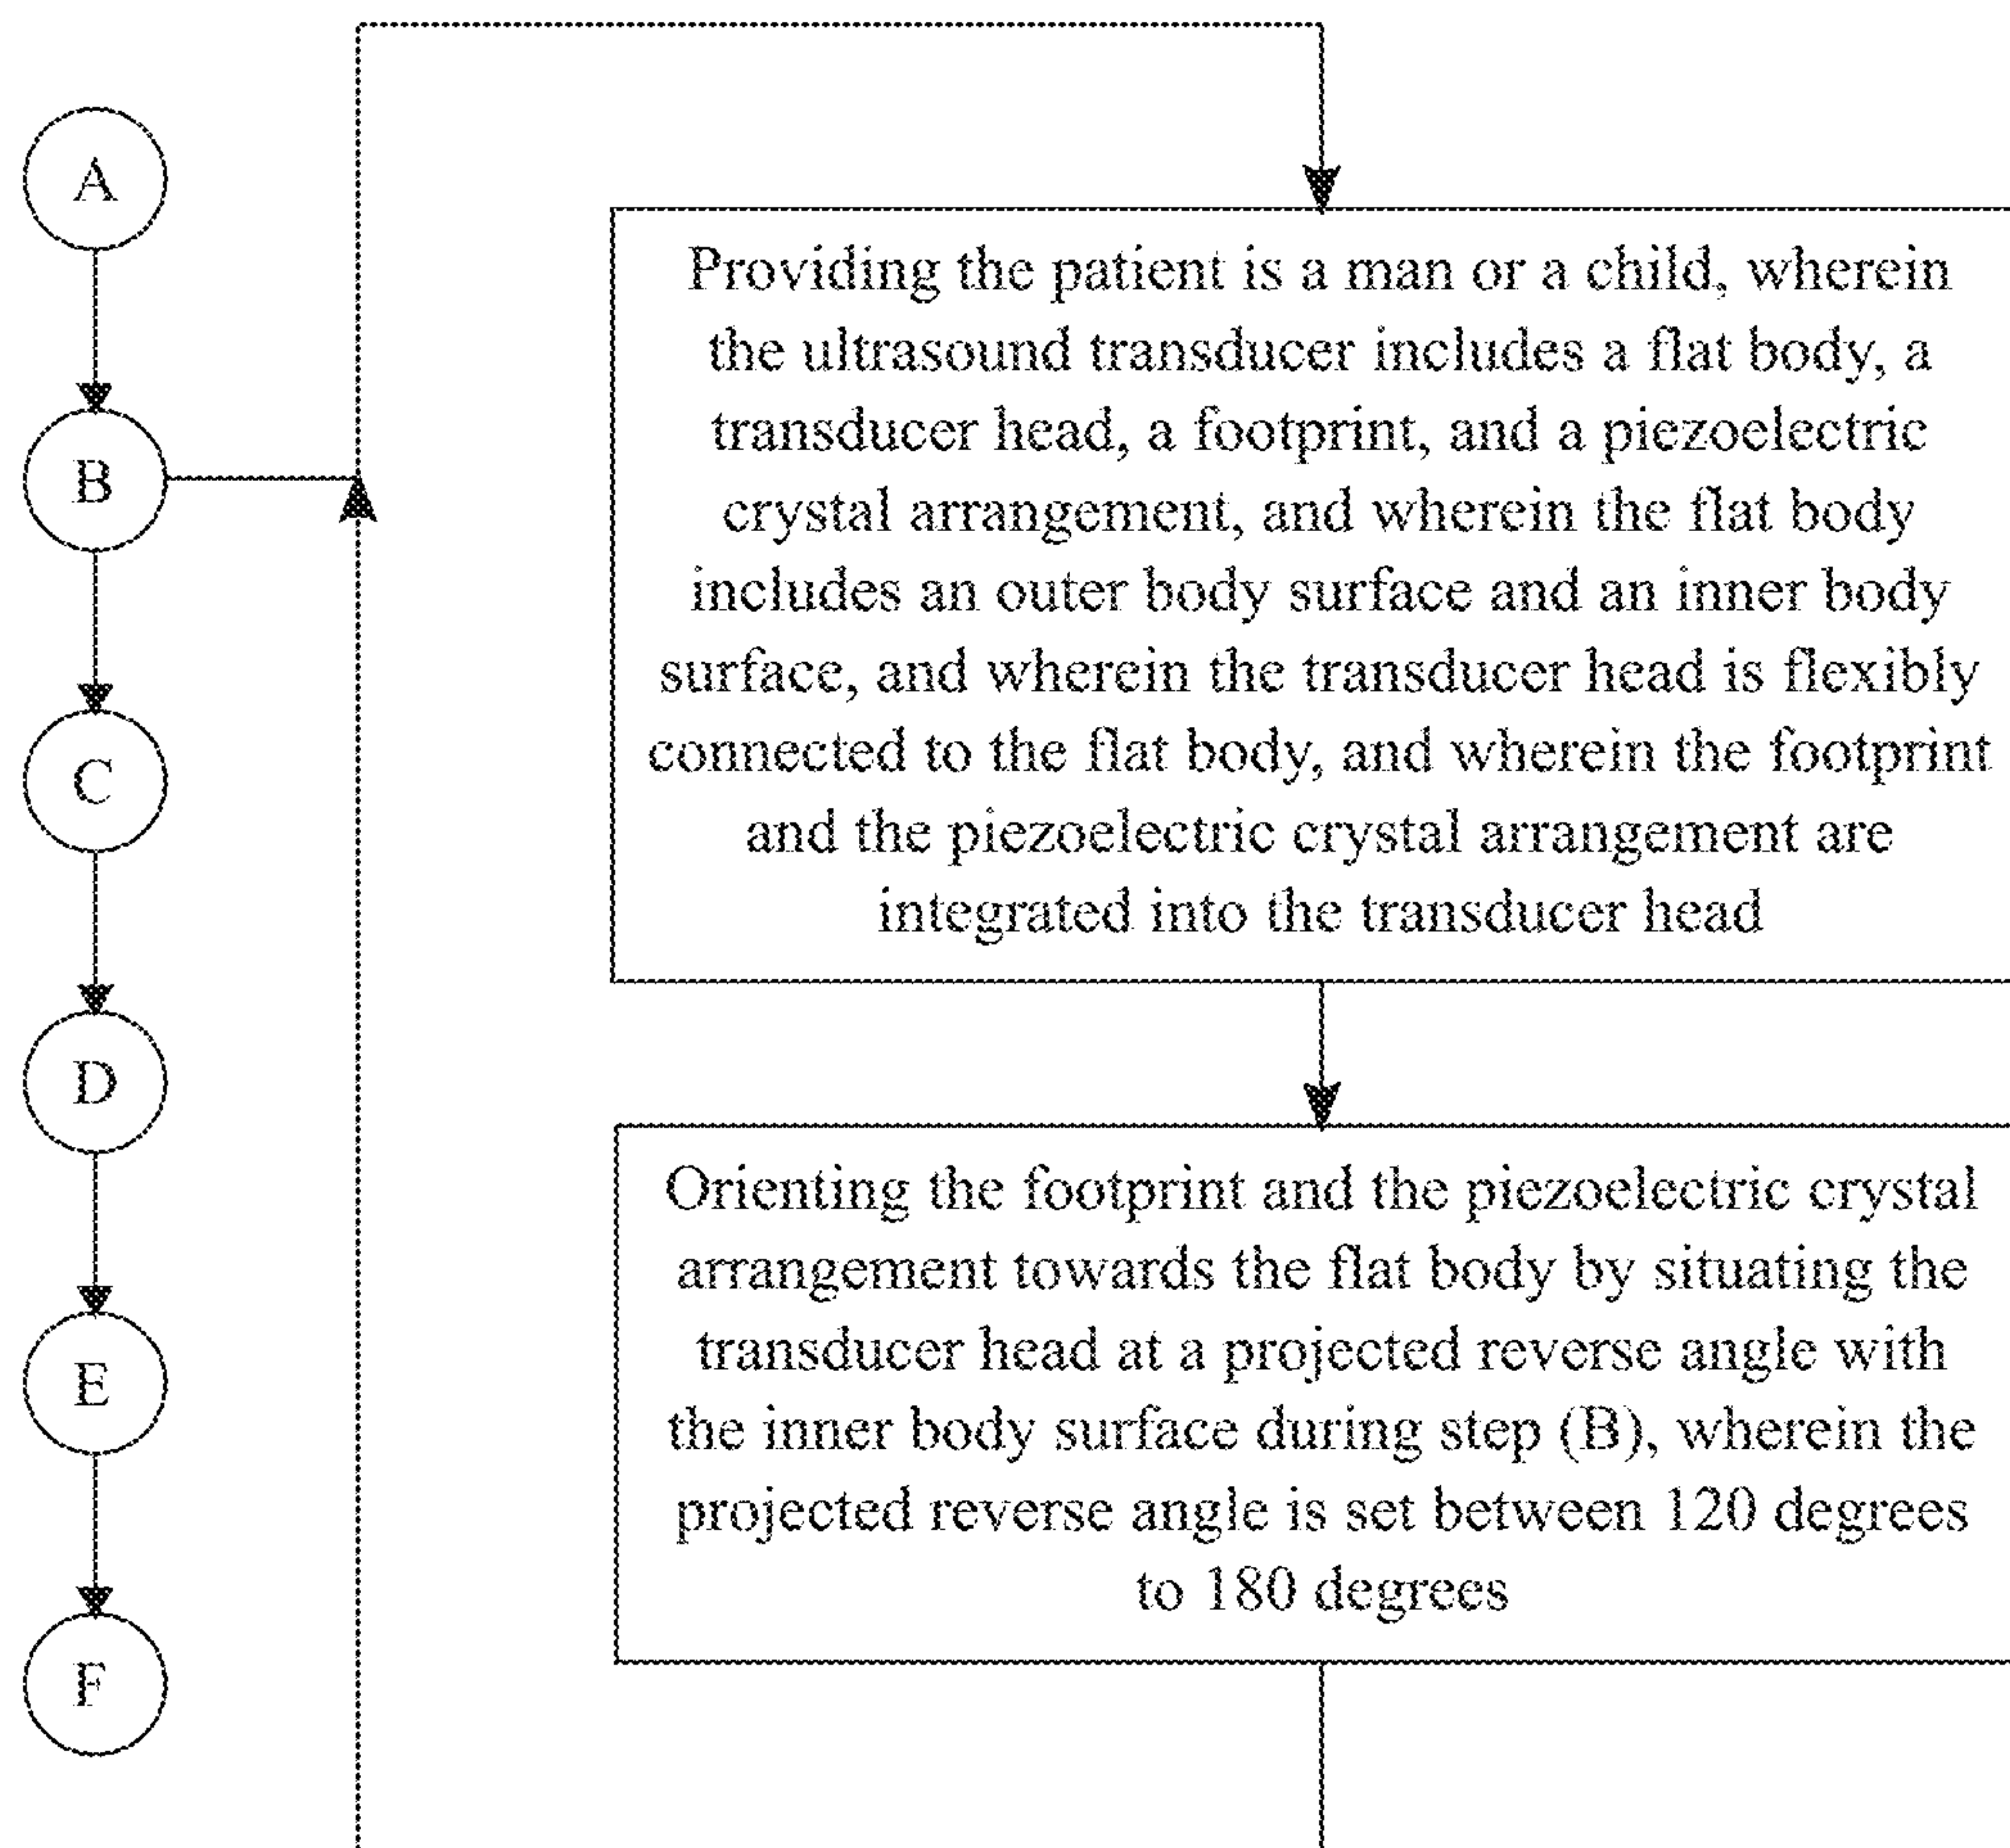 A
B
C
D
E
F
Providing the patient is a man or a child, wherein
the ultrasound transducer includes a flat body, a
transducer head, a footprint, and a piezoelectric
crystal arrangement, and wherein the flat body
includes an outer body surface and an inner body
surface, and wherein the transducer head is flexibly
connected to the flat body, and wherein the footprint
and the piezoelectric crystal arrangement are
integrated into the transducer head
Orienting the footprint and the piezoelectric crystal
arrangement towards the flat body by situating the
transducer head at a projected reverse angle with
the inner body surface during step (B), wherein the
projected reverse angle is set between 120 degrees
to 180 degrees